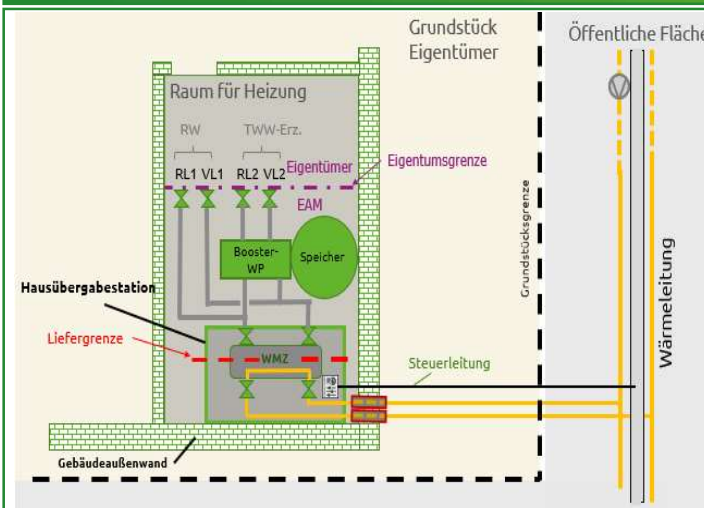 Grundstück
Eigentümer
Öffentliche Fläche
Raum für Heizung
RW
TWW-Erz.
RL1 VL1 RL2 VL2
Eigentümer
Eigentumsgrenze
EAM
Booster-
WP
Speicher
Grundstücksgrenze
Wärmeleitung
Hausübergabestation
Liefergrenze
WMZ
Steuerleitung
Gebäudeaußenwand